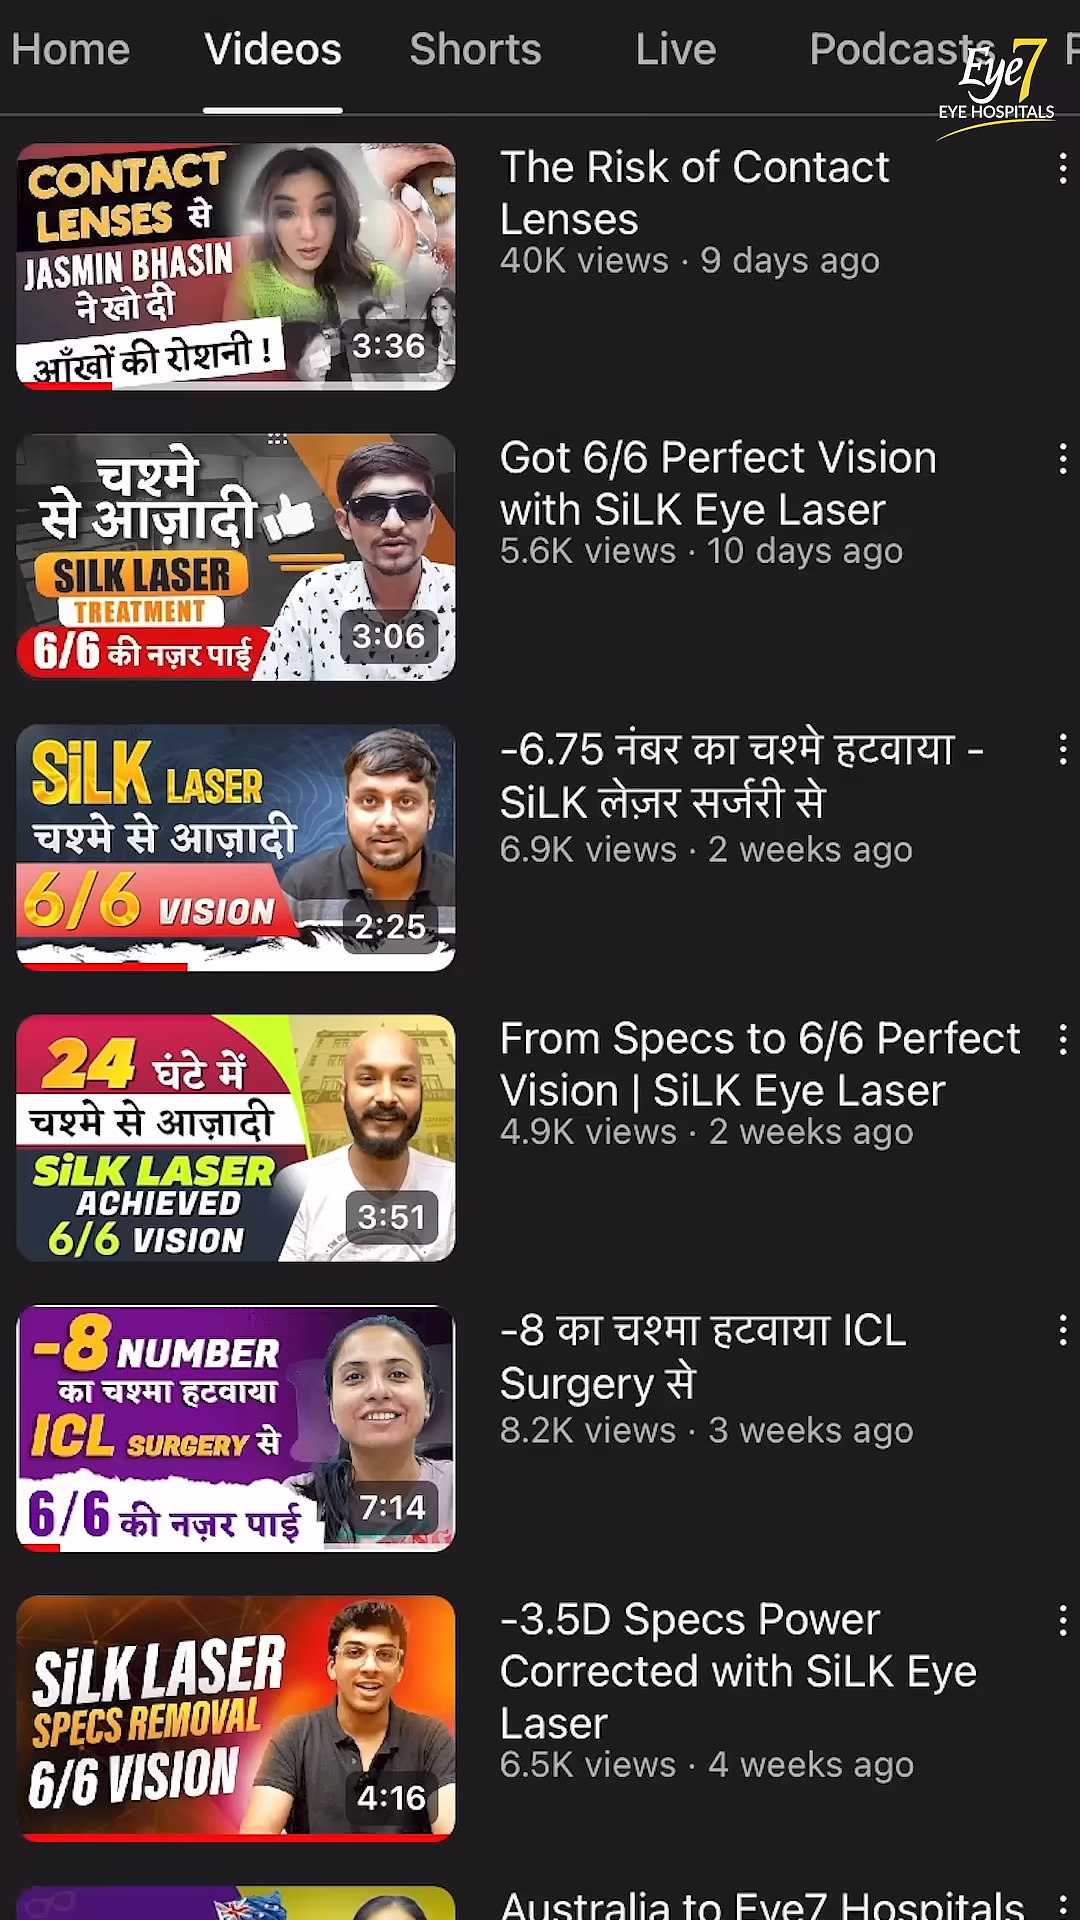 Home Videos Shorts Live Podcasts
Eye7
EYE HOSPITALS
CONTACT
LENSES से
JASMIN BHASIN
ने खो दी
आँखों की रोशनी !
3:36
The Risk of Contact
Lenses
40K views · 9 days ago
चश्मे
से आज़ादी
SILK LASER
TREATMENT
6/6 की नज़र पाई
3:06
Got 6/6 Perfect Vision
with SiLK Eye Laser
5.6K views · 10 days ago
SiLK LASER
चश्मे से आज़ादी
6/6 VISION
2:25
-6.75 नंबर का चश्मे हटवाया -
SiLK लेज़र सर्जरी से
6.9K views · 2 weeks ago
24 घंटे में
चश्मे से आज़ादी
SiLK LASER
ACHIEVED
6/6 VISION
3:51
From Specs to 6/6 Perfect
Vision | SiLK Eye Laser
4.9K views · 2 weeks ago
-8 NUMBER
का चश्मा हटवाया
ICL SURGERY से
6/6 की नज़र पाई
7:14
-8 का चश्मा हटवाया ICL
Surgery से
8.2K views · 3 weeks ago
SiLK LASER
SPECS REMOVAL
6/6 VISION
4:16
-3.5D Specs Power
Corrected with SiLK Eye
Laser
6.5K views · 4 weeks ago
Australia to Eye7 Hospitals